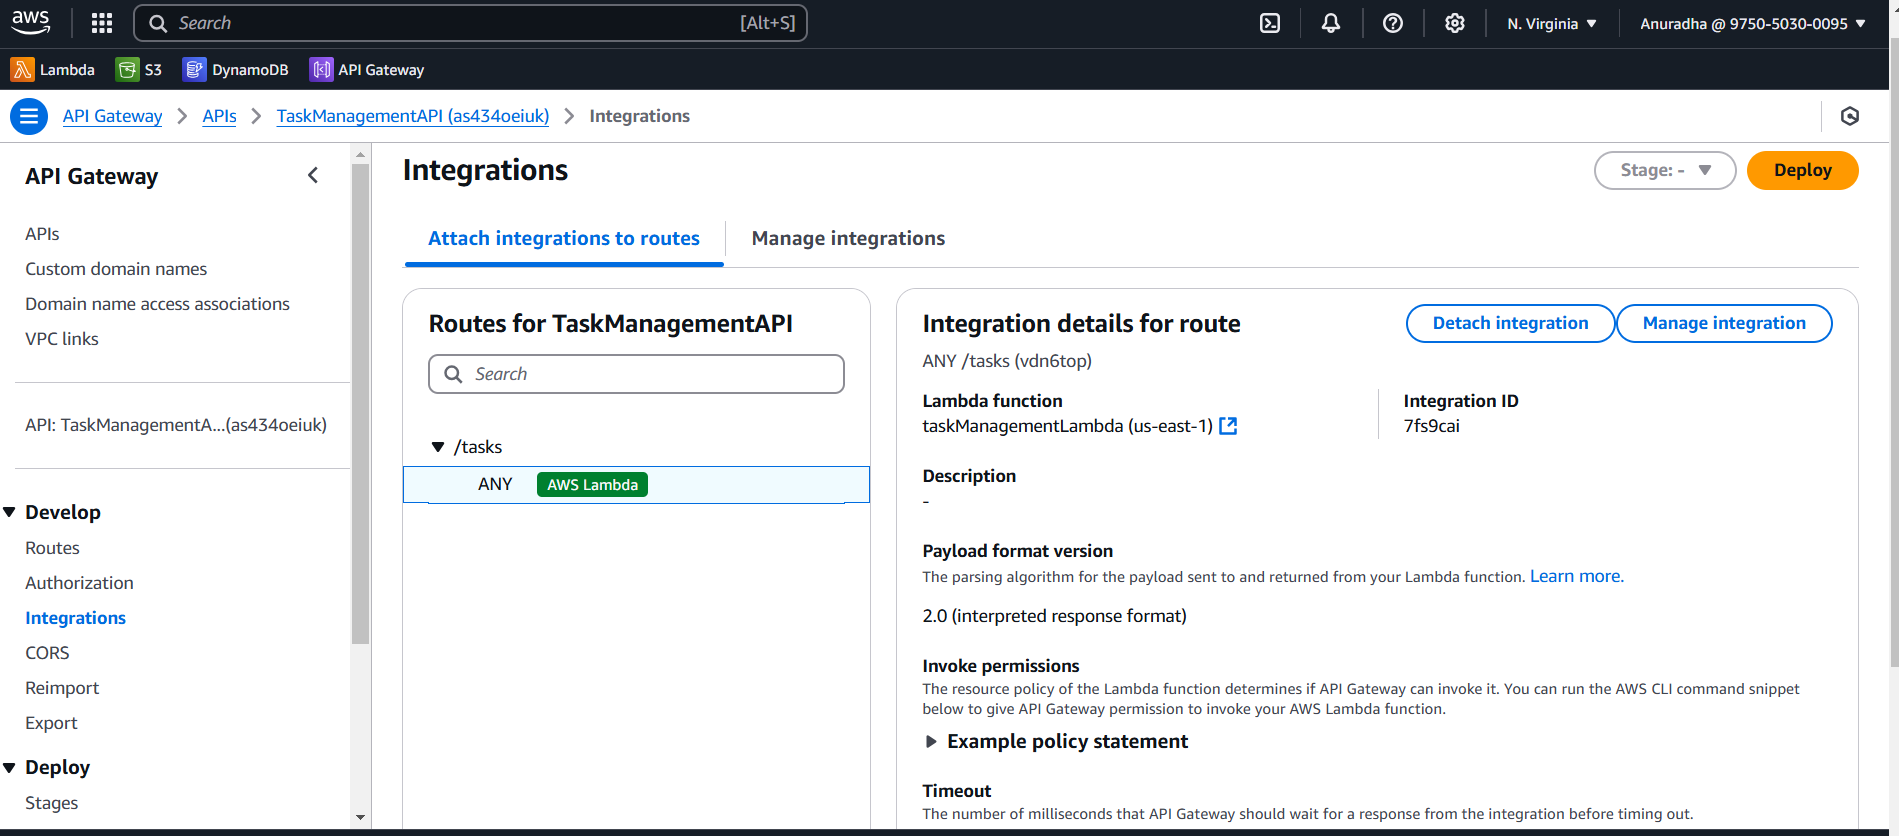 aws
Search [Alt+S]
N. Virginia
Anuradha @ 9750-5030-0095
Lambda S3 DynamoDB API Gateway
API Gateway > APIs > TaskManagementAPI (as434oeiuk) > Integrations
API Gateway
APIs
Custom domain names
Domain name access associations
VPC links
API: TaskManagementA...(as434oeiuk)
Develop
Routes
Authorization
Integrations
CORS
Reimport
Export
Deploy
Stages
Integrations
Stage: -
Deploy
Attach integrations to routes
Manage integrations
Routes for TaskManagementAPI
Search
/tasks
ANY AWS Lambda
Integration details for route
Detach integration
Manage integration
ANY /tasks (vdn6top)
Lambda function
taskManagementLambda (us-east-1)
Integration ID
7fs9cai
Description
-
Payload format version
The parsing algorithm for the payload sent to and returned from your Lambda function. Learn more.
2.0 (interpreted response format)
Invoke permissions
The resource policy of the Lambda function determines if API Gateway can invoke it. You can run the AWS CLI command snippet
below to give API Gateway permission to invoke your AWS Lambda function.
Example policy statement
Timeout
The number of milliseconds that API Gateway should wait for a response from the integration before timing out.